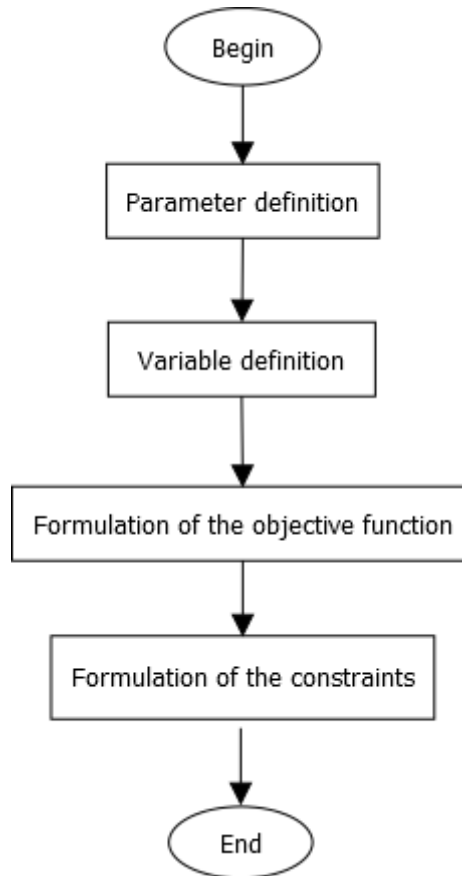 Begin
Parameter definition
Variable definition
Formulation of the objective function
Formulation of the constraints
End